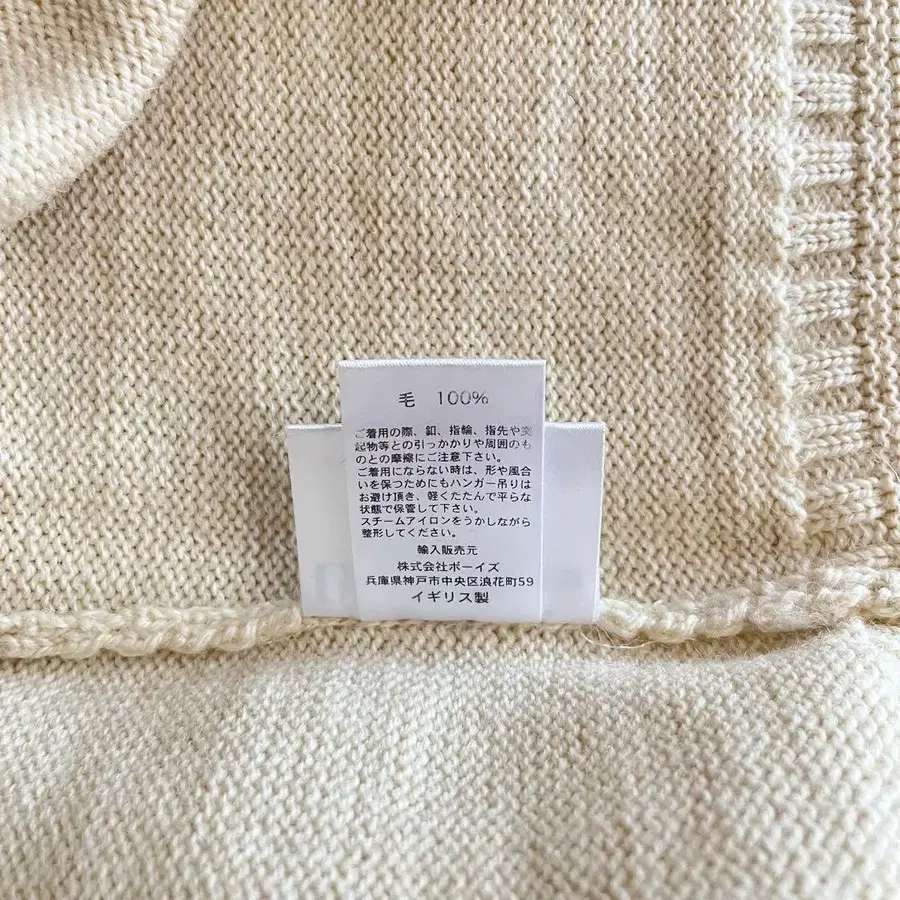 毛 100%
ご着用の際、釦、指輪、指先や突
起物等との引っかかりや周囲のも
のとの摩擦にご注意下さい。
ご着用にならない時は、形や風合
いを保つためにもハンガー吊りは
お避け頂き、軽くたたんで平らな
状態で保管して下さい。
スチームアイロンをうかしながら
整形してください。
輸入販売元
株式会社ボーイズ
兵庫県神戸市中央区浪花町59
イギリス製